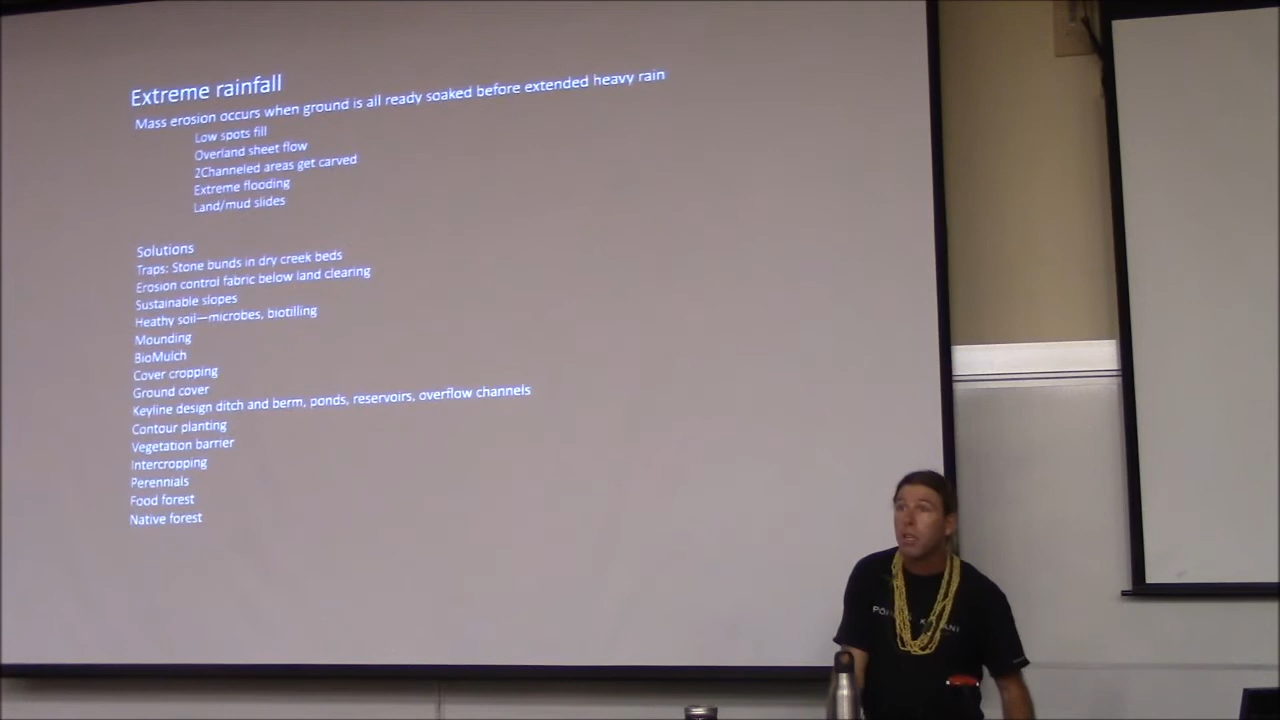 Extreme rainfall
Mass erosion occurs when ground is all ready soaked before extended heavy rain
Low spots fill
Overland sheet flow
2Channeled areas get carved
Extreme flooding
Land/mud slides
Solutions
Traps: Stone bunds in dry creek beds
Erosion control fabric below land clearing
Sustainable slopes
Heathy soil—microbes, biotilling
Mounding
BioMulch
Cover cropping
Ground cover
Keyline design ditch and berm, ponds, reservoirs, overflow channels
Contour planting
Vegetation barrier
Intercropping
Perennials
Food forest
Native forest